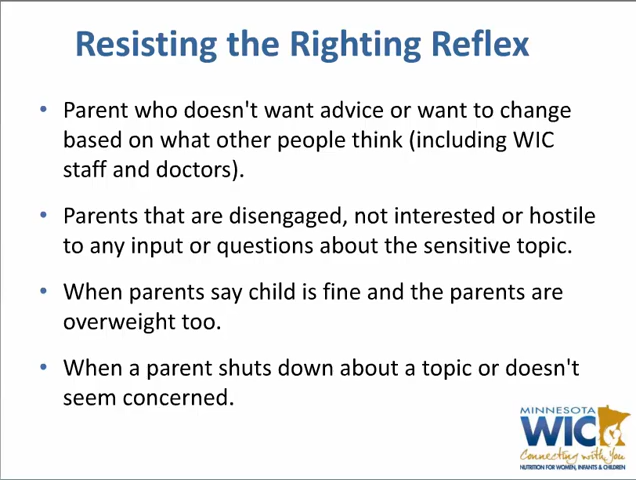 Resisting the Righting Reflex
• Parent who doesn't want advice or want to change
based on what other people think (including WIC
staff and doctors).
• Parents that are disengaged, not interested or hostile
to any input or questions about the sensitive topic.
• When parents say child is fine and the parents are
overweight too.
• When a parent shuts down about a topic or doesn't
seem concerned.
MINNESOTA
WIC
Connecting with You
NUTRITION FOR WOMEN, INFANTS & CHILDREN